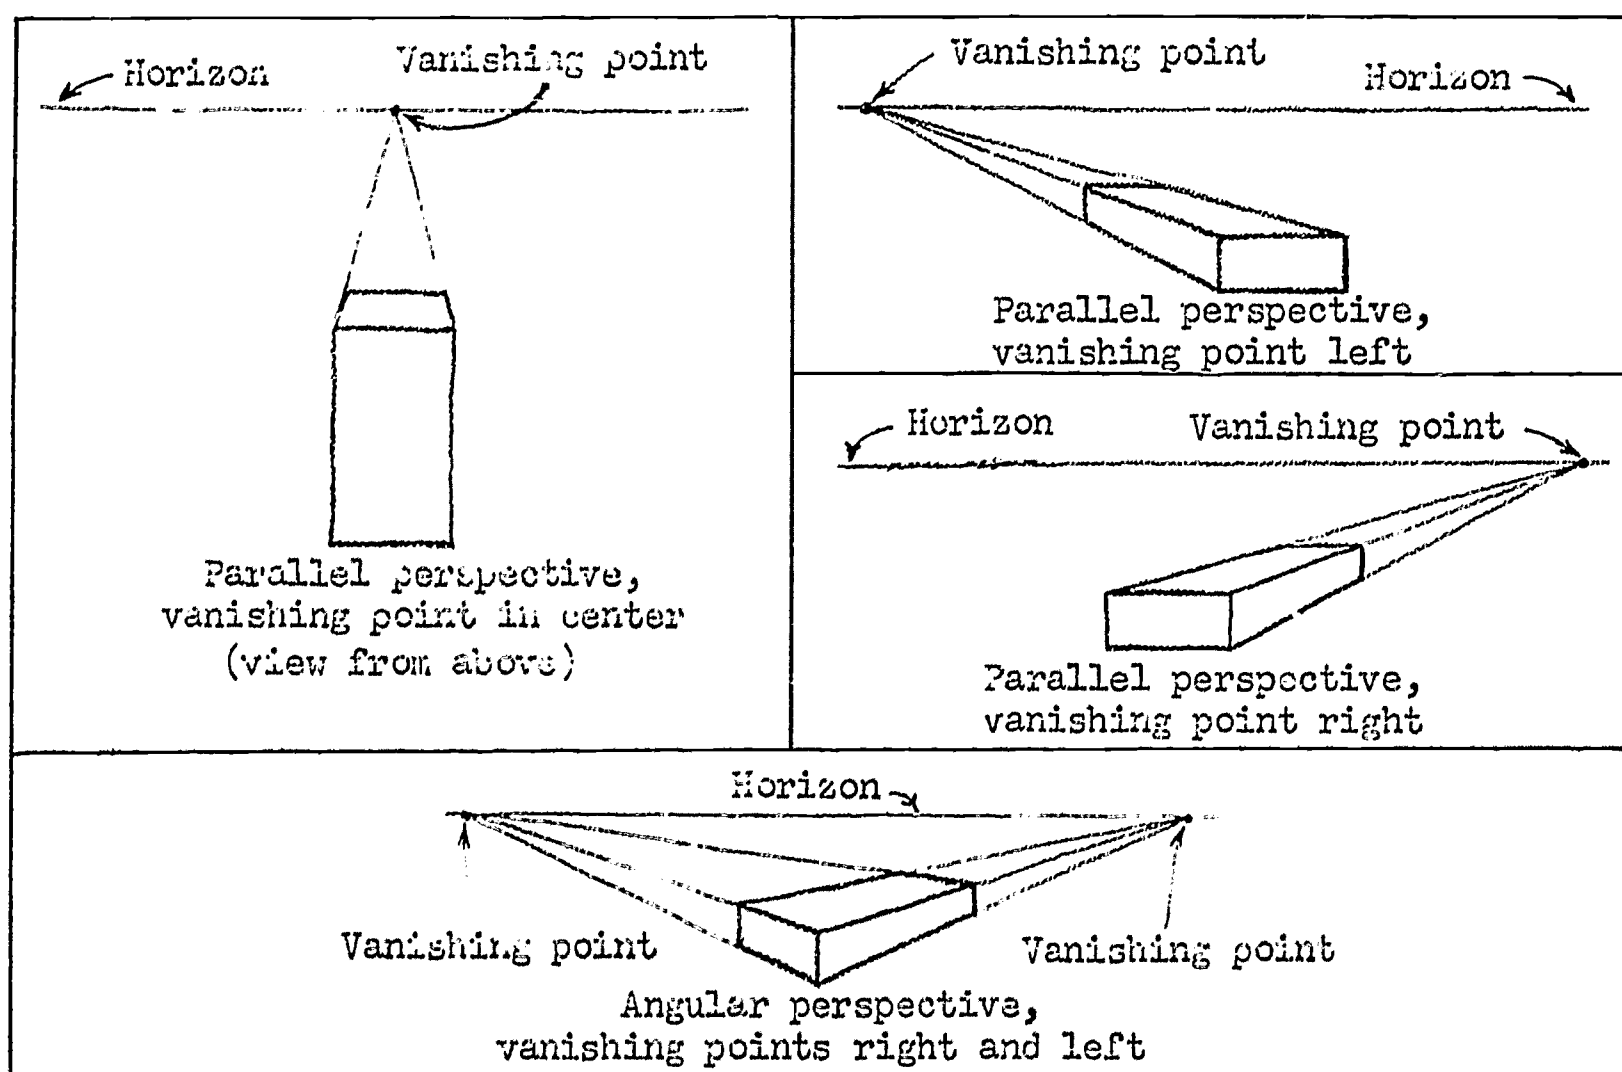 Horizon
Vanishing point
Parallel perspective,
vanishing point in center
(view from above)
Vanishing point
Horizon
Parallel perspective,
vanishing point left
Horizon
Vanishing point
Parallel perspective,
vanishing point right
Horizon
Vanishing point
Vanishing point
Angular perspective,
vanishing points right and left